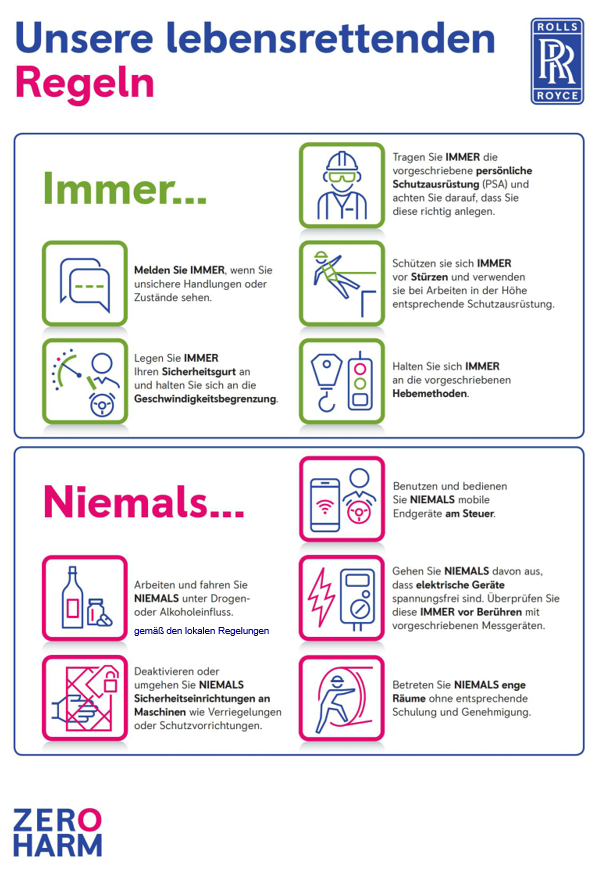 Unsere lebensrettenden
Regeln
ROLLS
RR
ROYCE
Immer...
Tragen Sie IMMER die
vorgeschriebene persönliche
Schutzausrüstung (PSA) und
achten Sie darauf, dass Sie
diese richtig anlegen.
Melden Sie IMMER, wenn Sie
unsichere Handlungen oder
Zustände sehen.
Schützen sie sich IMMER
vor Stürzen und verwenden
sie bei Arbeiten in der Höhe
entsprechende Schutzausrüstung.
Legen Sie IMMER
Ihren Sicherheitsgurt an
und halten Sie sich an die
Geschwindigkeitsbegrenzung.
Halten Sie sich IMMER
an die vorgeschriebenen
Hebemethoden.
Niemals...
Benutzen und bedienen
Sie NIEMALS mobile
Endgeräte am Steuer.
Arbeiten und fahren Sie
NIEMALS unter Drogen-
oder Alkoholeinfluss.
gemäß den lokalen Regelungen
Gehen Sie NIEMALS davon aus,
dass elektrische Geräte
spannungsfrei sind. Überprüfen Sie
diese IMMER vor Berühren mit
vorgeschriebenen Messgeräten.
Deaktivieren oder
umgehen Sie NIEMALS
Sicherheitseinrichtungen an
Maschinen wie Verriegelungen
oder Schutzvorrichtungen.
Betreten Sie NIEMALS enge
Räume ohne entsprechende
Schulung und Genehmigung.
ZERO
HARM